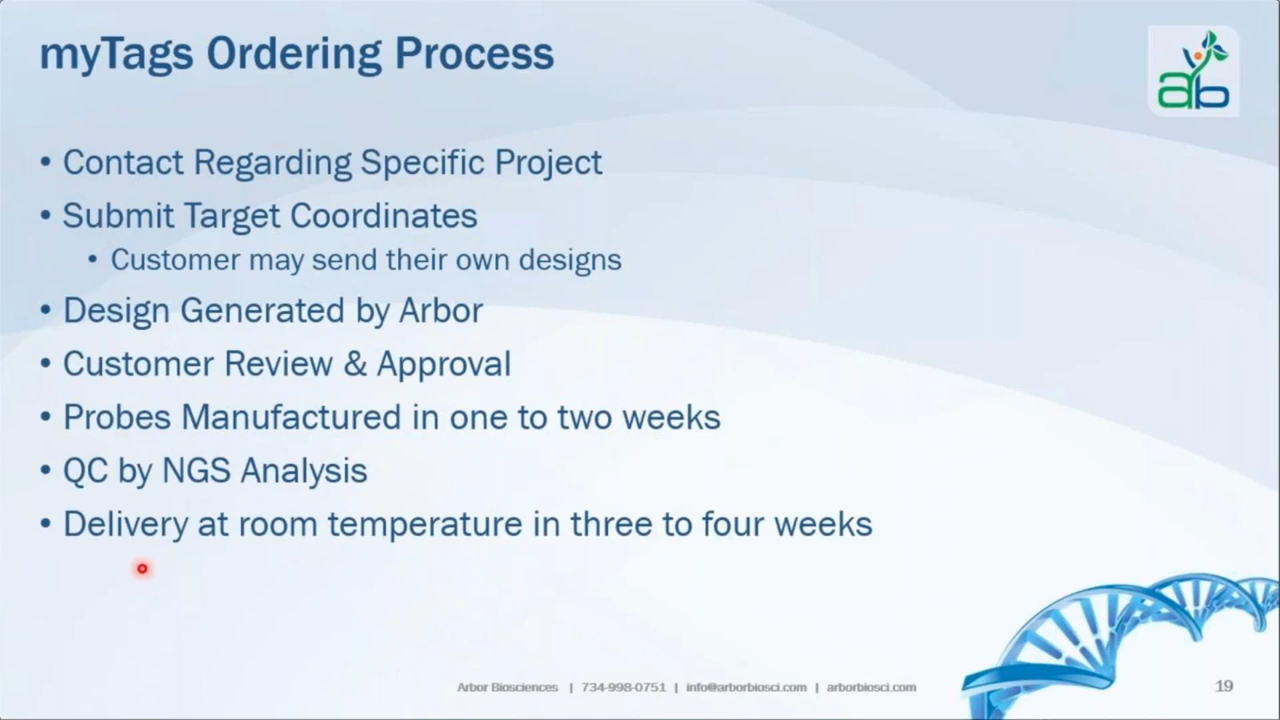 myTags Ordering Process
ab
• Contact Regarding Specific Project
• Submit Target Coordinates
• Customer may send their own designs
• Design Generated by Arbor
• Customer Review & Approval
• Probes Manufactured in one to two weeks
• QC by NGS Analysis
• Delivery at room temperature in three to four weeks
Arbor Biosciences | 734-998-0751 | info@arborbiosci.com | arborbiosci.com
19